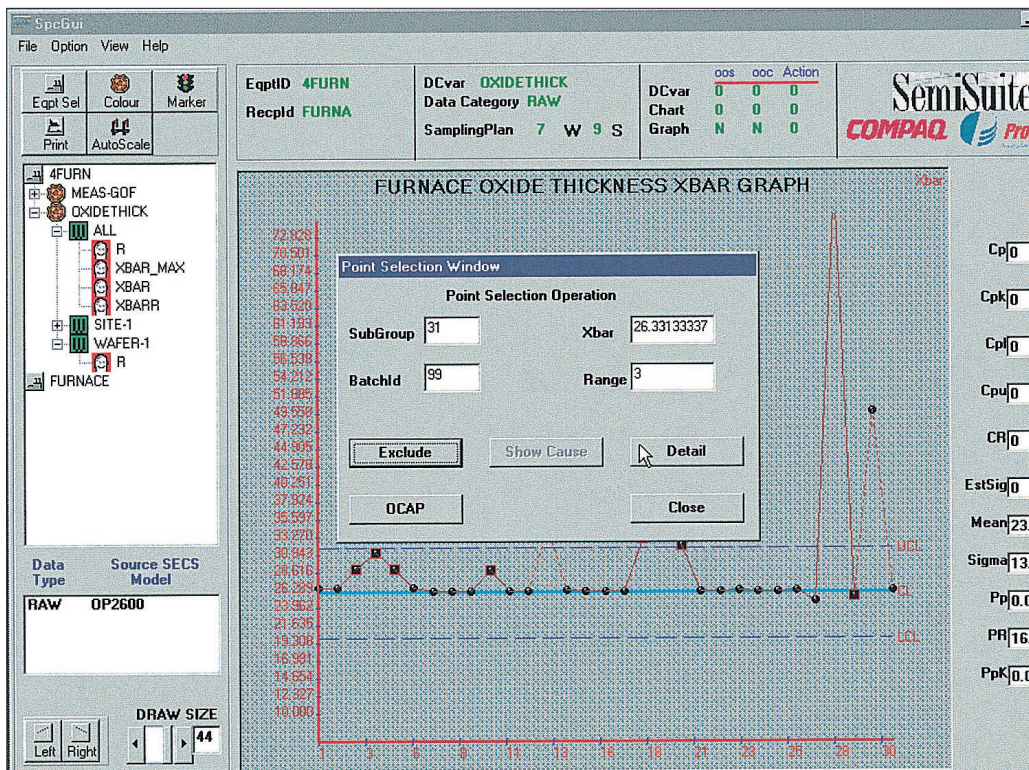 SpcGui
File Option View Help
Eqpt Sel Colour Marker
Print AutoScale
EqptID 4FURN
RecpId FURNA
DCvar OXIDETHICK
Data Category RAW
SamplingPlan 7 W 9 S
oos ooc Action
DCvar 0 0 0
Chart 0 0 0
Graph N N 0
SemiSuite
COMPAQ Pro
4FURN
MEAS-GOF
OXIDETHICK
ALL
R
XBAR_MAX
XBAR
XBARR
SITE-1
WAFER-1
R
FURNACE
Data Type Source SECS Model
RAW OP2600
Left Right
DRAW SIZE
44
FURNACE OXIDE THICKNESS XBAR GRAPH
Xbar
72.828
70.501
68.174
65.847
63.520
61.193
58.866
56.539
54.212
51.885
49.558
47.232
44.905
42.578
40.251
37.924
35.597
33.270
30.943
28.616
26.289
23.962
21.635
19.308
16.981
14.654
12.327
10.000
Point Selection Window
Point Selection Operation
SubGroup 31 Xbar 26.33133337
BatchId 99 Range 3
Exclude Show Cause Detail
OCAP Close
UCL
CL
LCL
1 3 6 8 11 13 16 18 21 23 25 28 30
Cp 0
Cpk 0
Cpl 0
Cpu 0
CR 0
EstSig 0
Mean 23.
Sigma 13.
Pp 0.0
PR 16.
PpK 0.0